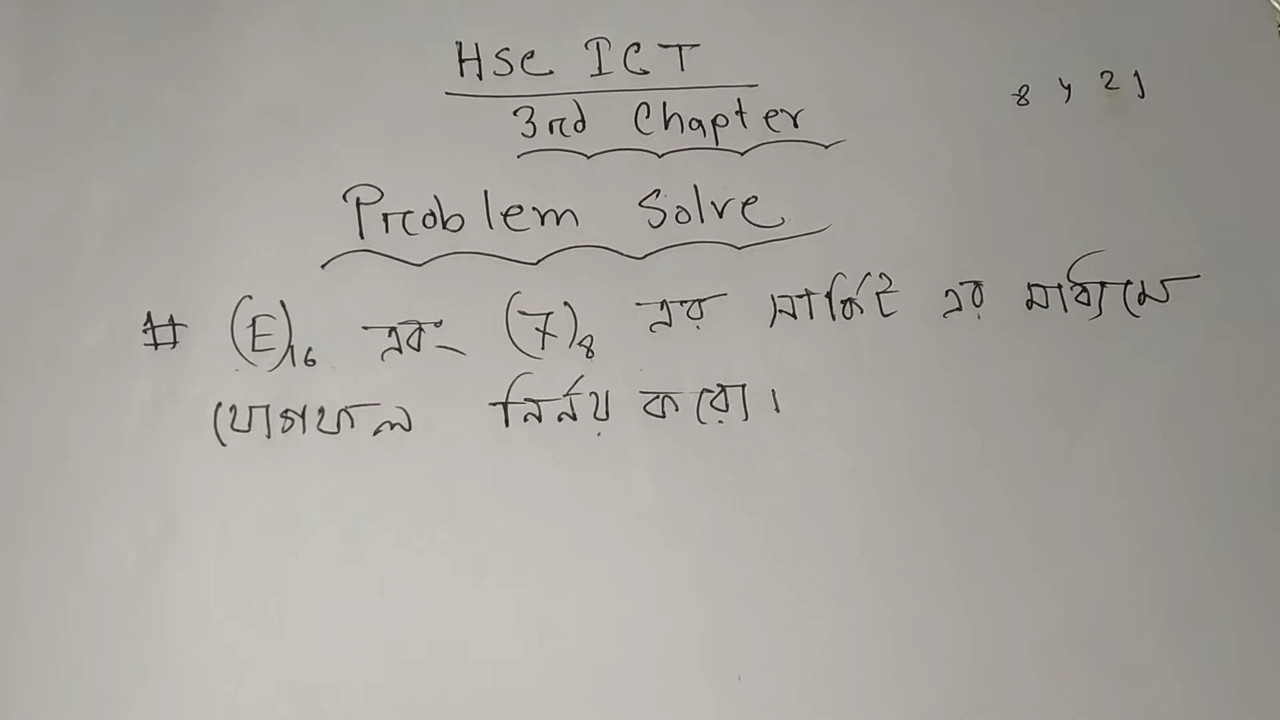 HSC ICT
3rd Chapter
8 4 2 1
Problem Solve
# (E)₁₆ এবং (7)₈ এর সার্কিট এর মাধ্যমে
যোগফল নির্নয় করো।